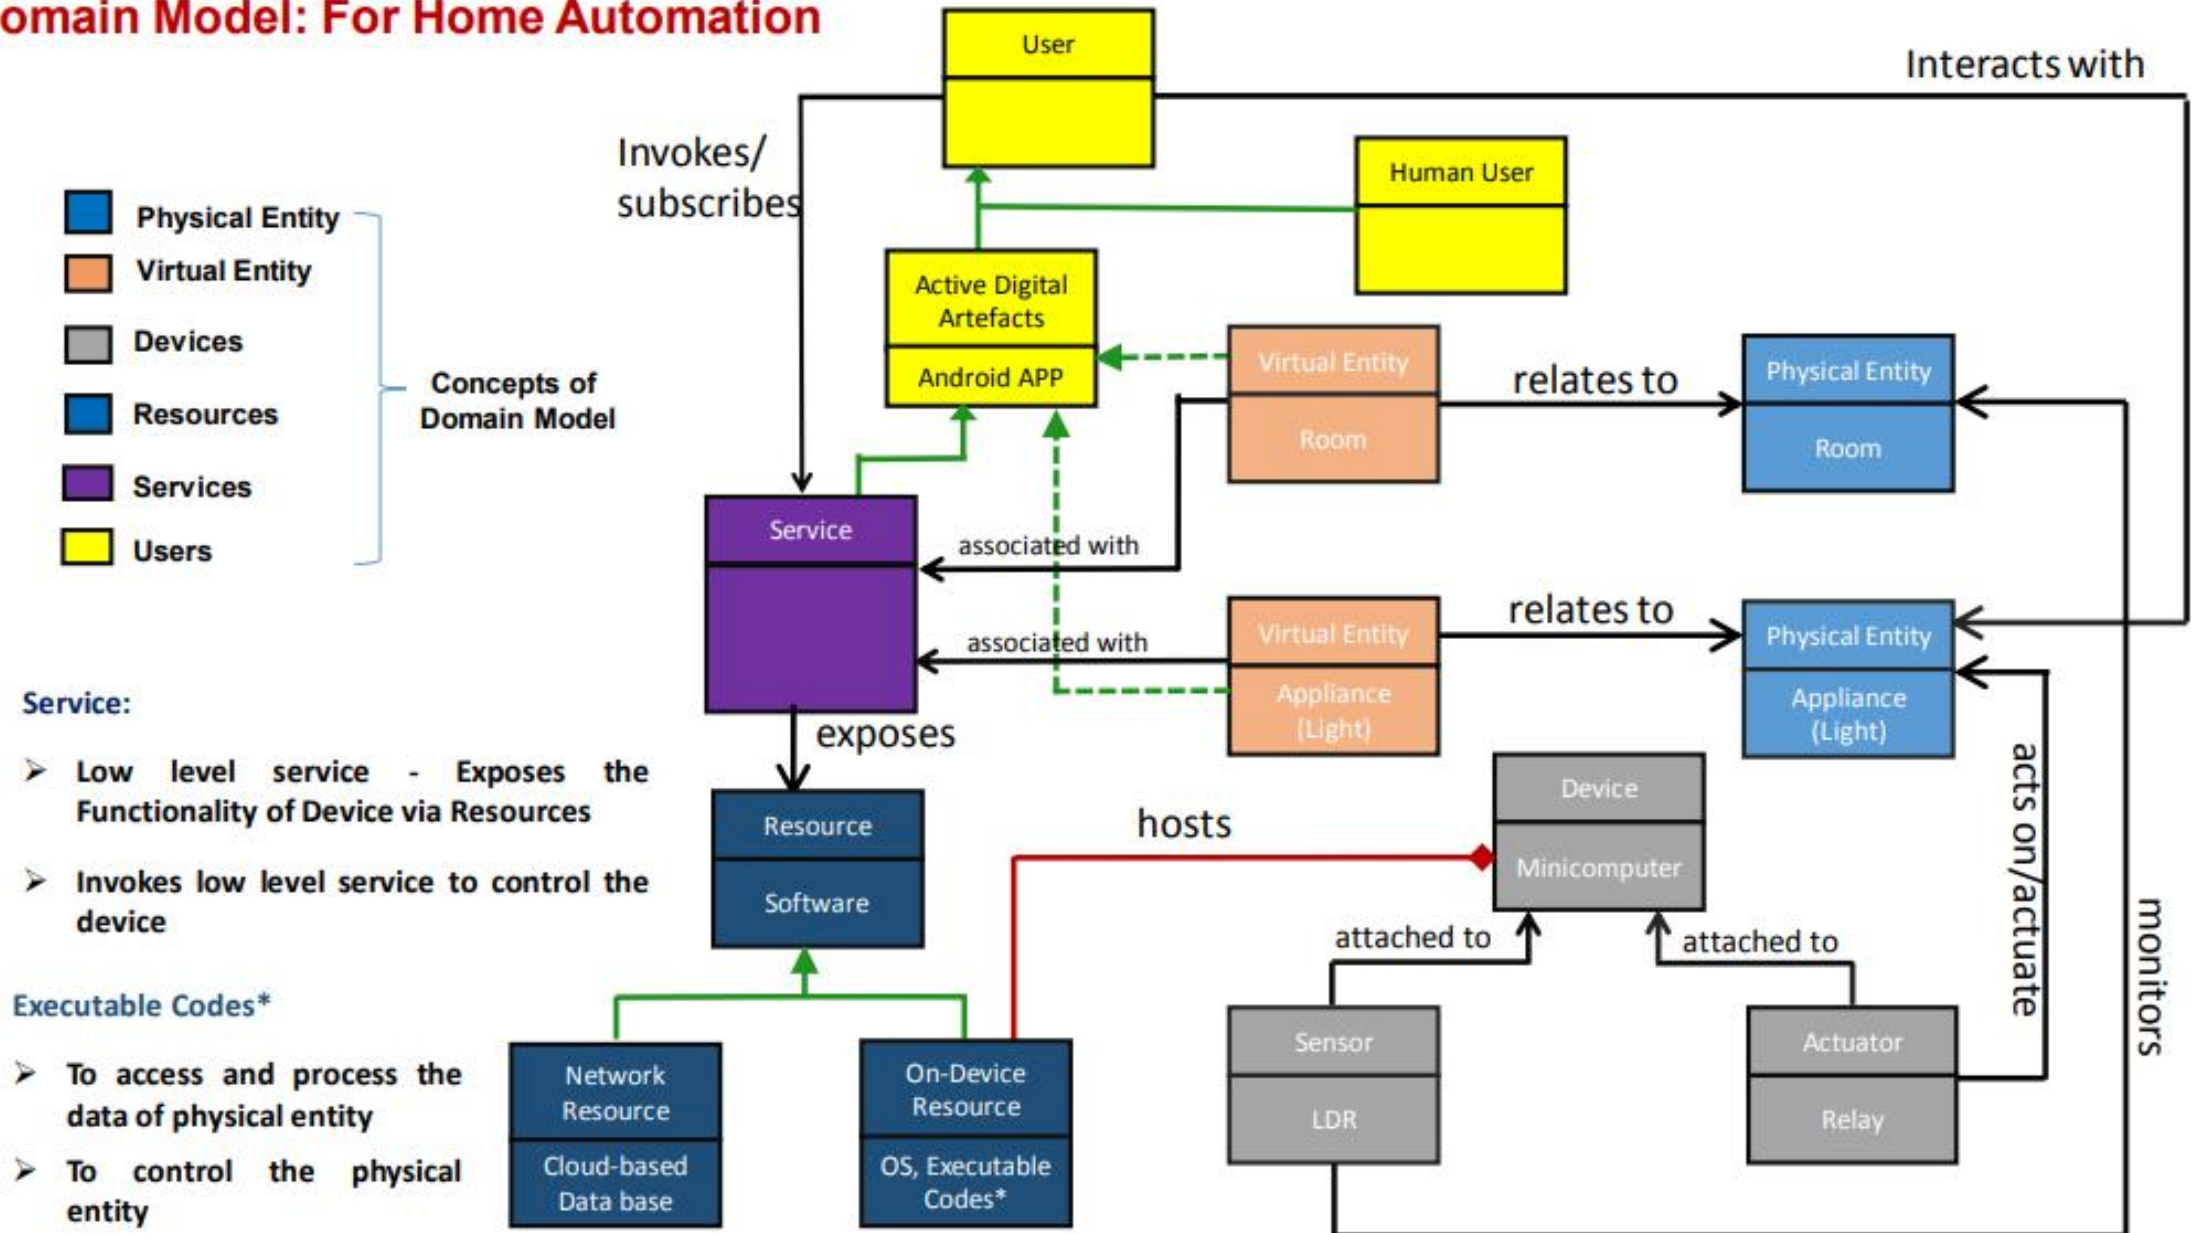 omain Model: For Home Automation
User
Interacts with
Invokes/
subscribes
Human User
Physical Entity
Virtual Entity
Devices
Resources
Services
Users
Concepts of
Domain Model
Active Digital
Artefacts
Android APP
Virtual Entity
Room
relates to
Physical Entity
Room
Service
associated with
associated with
Virtual Entity
Appliance
(Light)
relates to
Physical Entity
Appliance
(Light)
exposes
Service:
➢ Low level service - Exposes the
Functionality of Device via Resources
➢ Invokes low level service to control the
device
Resource
Software
hosts
Device
Minicomputer
acts on/actuate
monitors
attached to
attached to
Executable Codes*
➢ To access and process the
data of physical entity
➢ To control the physical
entity
Network
Resource
Cloud-based
Data base
On-Device
Resource
OS, Executable
Codes*
Sensor
LDR
Actuator
Relay